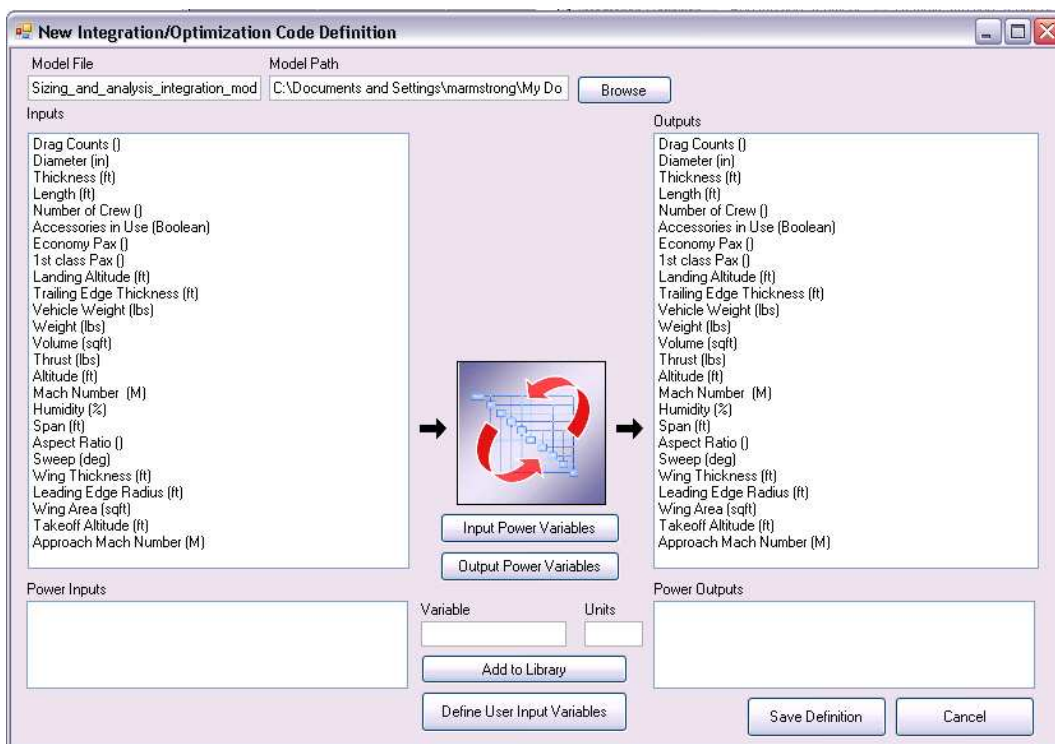 New Integration/Optimization Code Definition
Model File
Model Path
Sizing_and_analysis_integration_mod
C:\Documents and Settings\marmstrong\My Do
Browse
Inputs
Drag Counts ()
Diameter (in)
Thickness (ft)
Length (ft)
Number of Crew ()
Accessories in Use (Boolean)
Economy Pax ()
1st class Pax ()
Landing Altitude (ft)
Trailing Edge Thickness (ft)
Vehicle Weight (lbs)
Weight (lbs)
Volume (sqft)
Thrust (lbs)
Altitude (ft)
Mach Number  (M)
Humidity (%)
Span (ft)
Aspect Ratio ()
Sweep (deg)
Wing Thickness (ft)
Leading Edge Radius (ft)
Wing Area (sqft)
Takeoff Altitude (ft)
Approach Mach Number (M)
Input Power Variables
Output Power Variables
Outputs
Drag Counts ()
Diameter (in)
Thickness (ft)
Length (ft)
Number of Crew ()
Accessories in Use (Boolean)
Economy Pax ()
1st class Pax ()
Landing Altitude (ft)
Trailing Edge Thickness (ft)
Vehicle Weight (lbs)
Weight (lbs)
Volume (sqft)
Thrust (lbs)
Altitude (ft)
Mach Number  (M)
Humidity (%)
Span (ft)
Aspect Ratio ()
Sweep (deg)
Wing Thickness (ft)
Leading Edge Radius (ft)
Wing Area (sqft)
Takeoff Altitude (ft)
Approach Mach Number (M)
Power Inputs
Variable
Units
Add to Library
Define User Input Variables
Power Outputs
Save Definition
Cancel